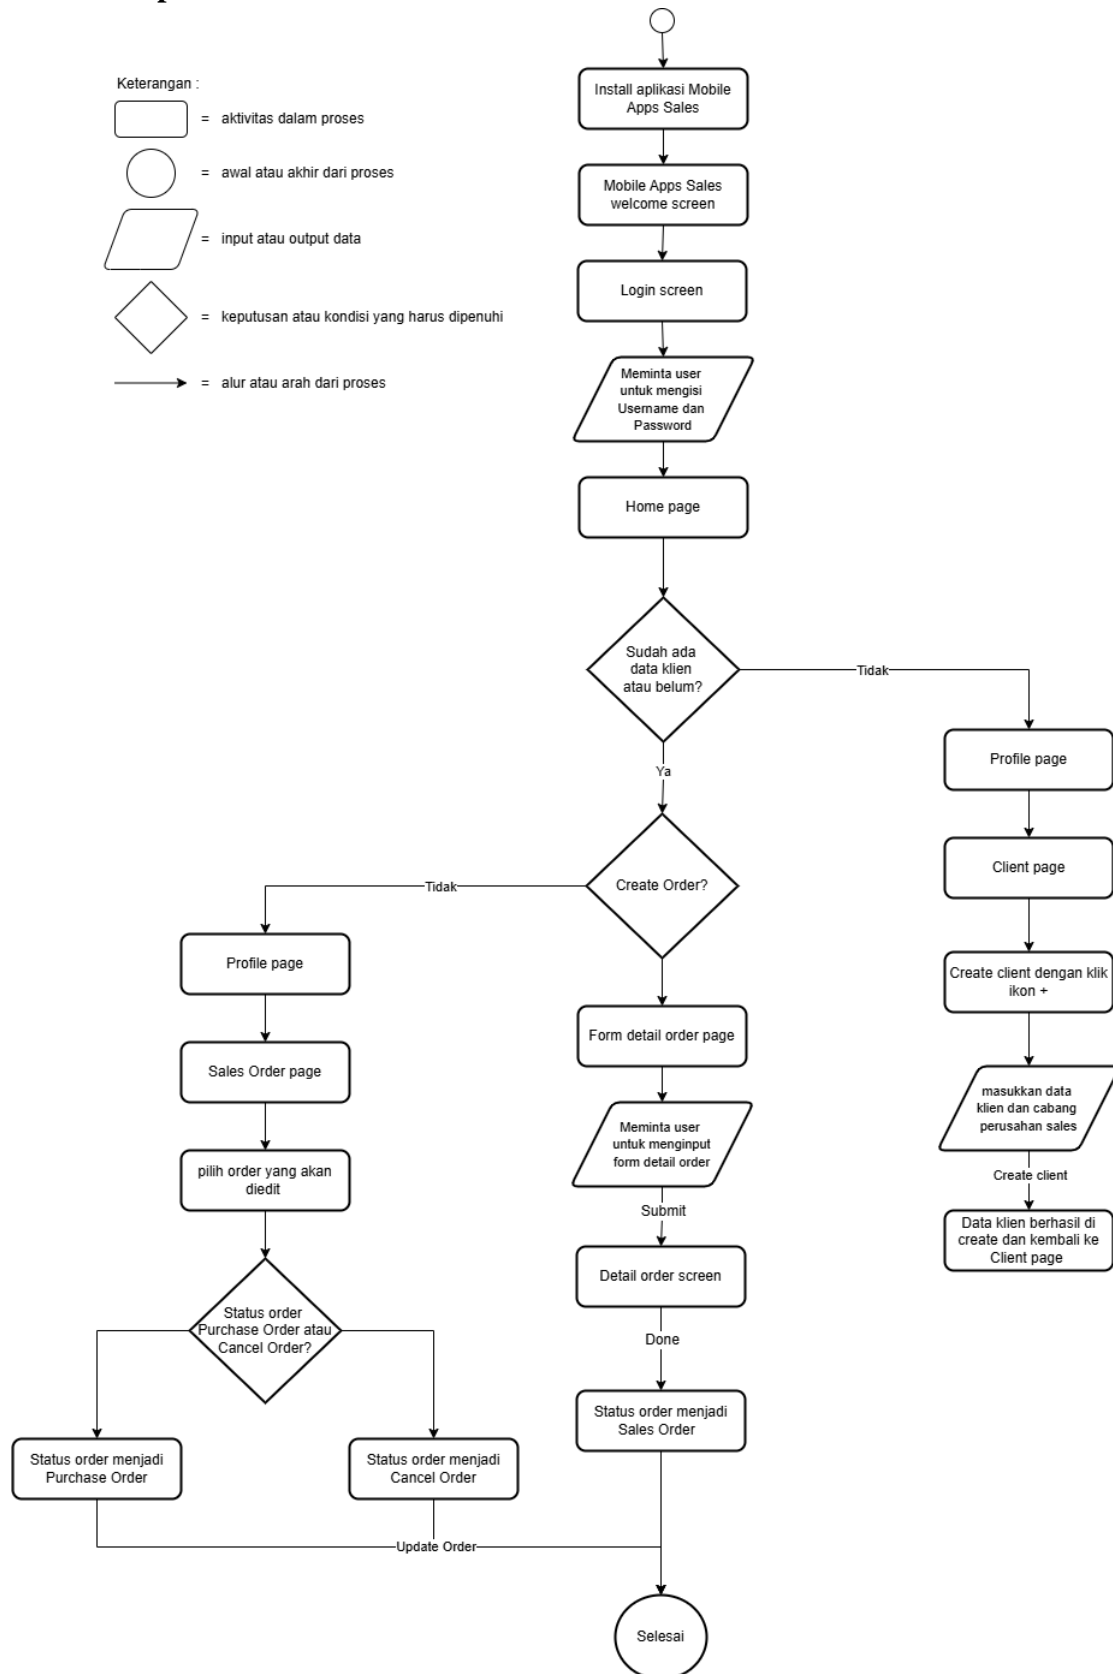 Keterangan :
= aktivitas dalam proses
= awal atau akhir dari proses
= input atau output data
= keputusan atau kondisi yang harus dipenuhi
= alur atau arah dari proses
Install aplikasi Mobile
Apps Sales
Mobile Apps Sales
welcome screen
Login screen
Meminta user
untuk mengisi
Username dan
Password
Home page
Sudah ada
data klien
atau belum?
Tidak
Ya
Profile page
Client page
Create client dengan klik
ikon +
masukkan data
klien dan cabang
perusahan sales
Create client
Data klien berhasil di
create dan kembali ke
Client page
Create Order?
Tidak
Profile page
Sales Order page
pilih order yang akan
diedit
Status order
Purchase Order atau
Cancel Order?
Status order menjadi
Purchase Order
Status order menjadi
Cancel Order
Update Order
Form detail order page
Meminta user
untuk menginput
form detail order
Submit
Detail order screen
Done
Status order menjadi
Sales Order
Selesai